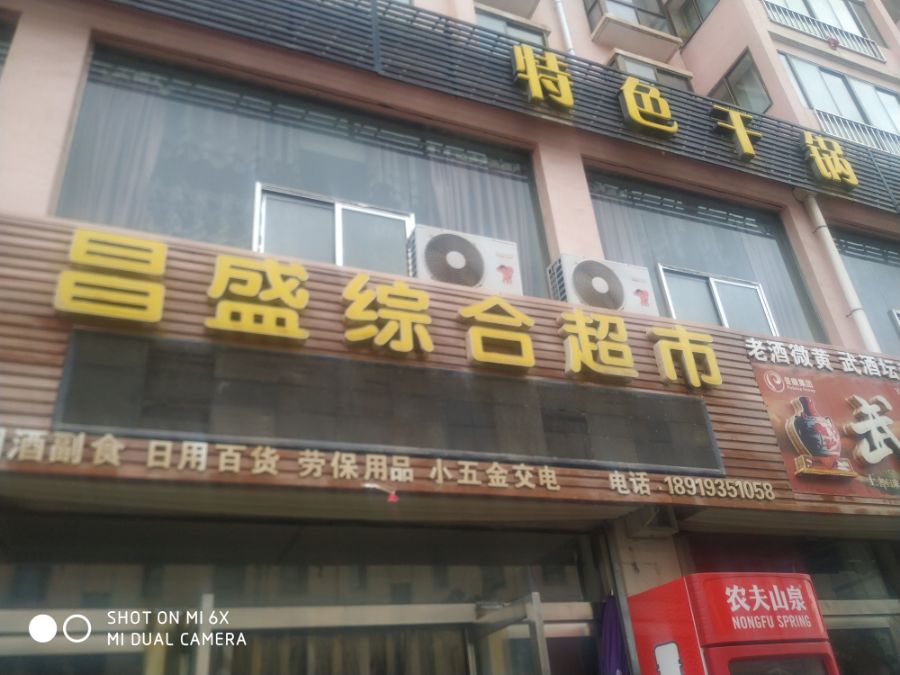 特色干锅
昌盛综合超市
老酒微黄 武酒坛
酒副食 日用百货 劳保用品 小五金交电 电话:18919351058
武
农夫山泉
NONGFU SPRING
SHOT ON MI 6X
MI DUAL CAMERA